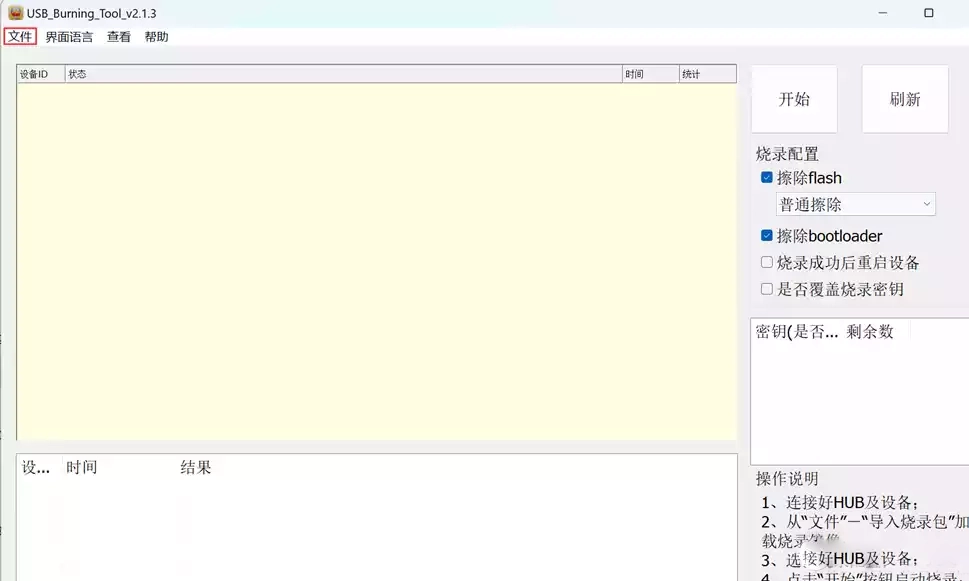 USB_Burning_Tool_v2.1.3
文件 界面语言 查看 帮助
设备ID 状态 时间 统计
开始 刷新
烧录配置
擦除flash
普通擦除
擦除bootloader
烧录成功后重启设备
是否覆盖烧录密钥
密钥(是否... 剩余数
设... 时间 结果
操作说明
1、连接好HUB及设备；
2、从“文件”—“导入烧录包”加
载烧录镜像
3、连接好HUB及设备；
4、点击“开始”按钮启动烧录